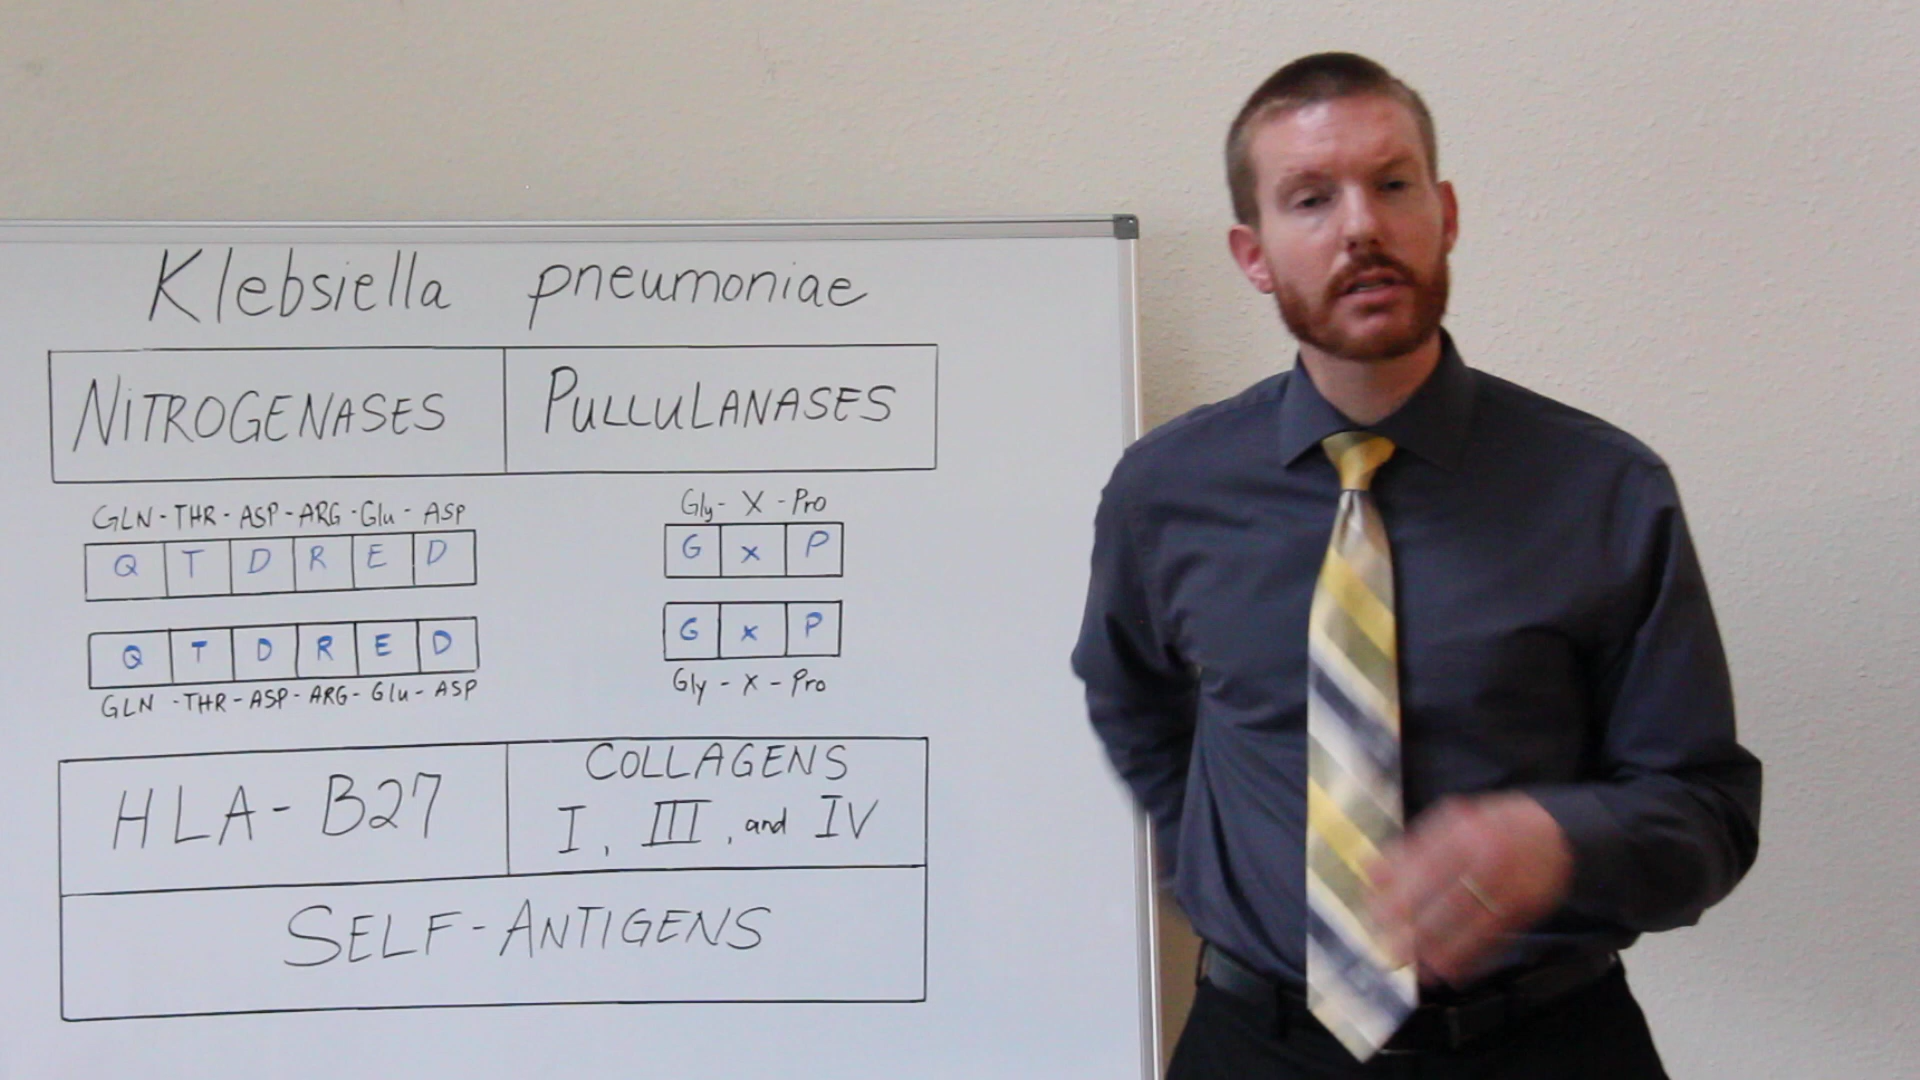 Klebsiella pneumoniae
NITROGENASES PULLULANASES
GLN - THR - ASP - ARG - Glu - ASP
Q T D R E D
Q T D R E D
GLN - THR - ASP - ARG - Glu - ASP
Gly - X - Pro
G x P
G x P
Gly - X - Pro
HLA-B27
COLLAGENS
I, III, and IV
SELF-ANTIGENS